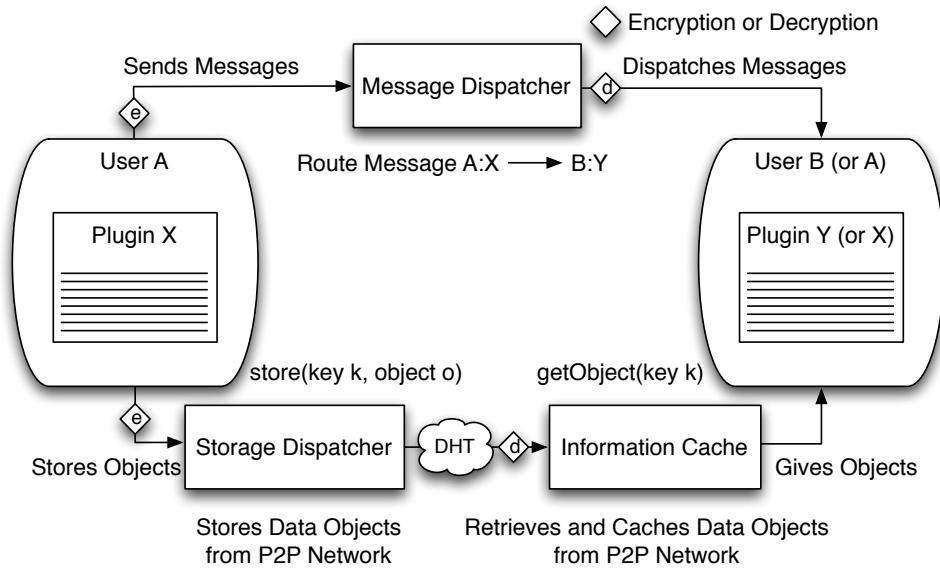 Encryption or Decryption
Sends Messages
Message Dispatcher
Dispatches Messages
e
d
Route Message A:X
B:Y
User A
Plugin X
User B (or A)
Plugin Y (or X)
store(key k, object o)
getObject(key k)
e
Stores Objects
Storage Dispatcher
DHT
d
Information Cache
Gives Objects
Stores Data Objects
from P2P Network
Retrieves and Caches Data Objects
from P2P Network